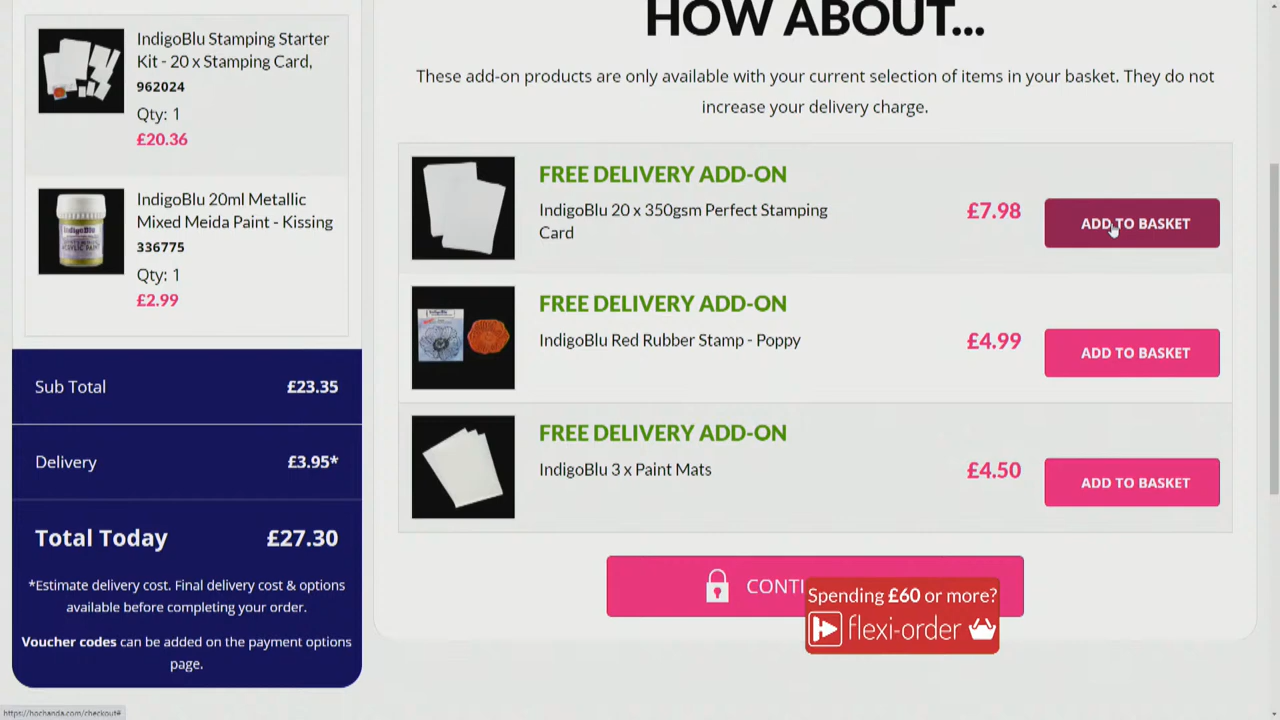 IndigoBlu Stamping Starter
Kit - 20 x Stamping Card,
962024
Qty: 1
£20.36
IndigoBlu 20ml Metallic
Mixed Meida Paint - Kissing
336775
Qty: 1
£2.99
Sub Total £23.35
Delivery £3.95*
Total Today £27.30
*Estimate delivery cost. Final delivery cost & options
available before completing your order.
Voucher codes can be added on the payment options
page.
HOW ABOUT...
These add-on products are only available with your current selection of items in your basket. They do not
increase your delivery charge.
FREE DELIVERY ADD-ON
IndigoBlu 20 x 350gsm Perfect Stamping
Card
£7.98
ADD TO BASKET
FREE DELIVERY ADD-ON
IndigoBlu Red Rubber Stamp - Poppy
£4.99
ADD TO BASKET
FREE DELIVERY ADD-ON
IndigoBlu 3 x Paint Mats
£4.50
ADD TO BASKET
CONTI
Spending £60 or more?
flexi-order
https://hochanda.com/checkout#